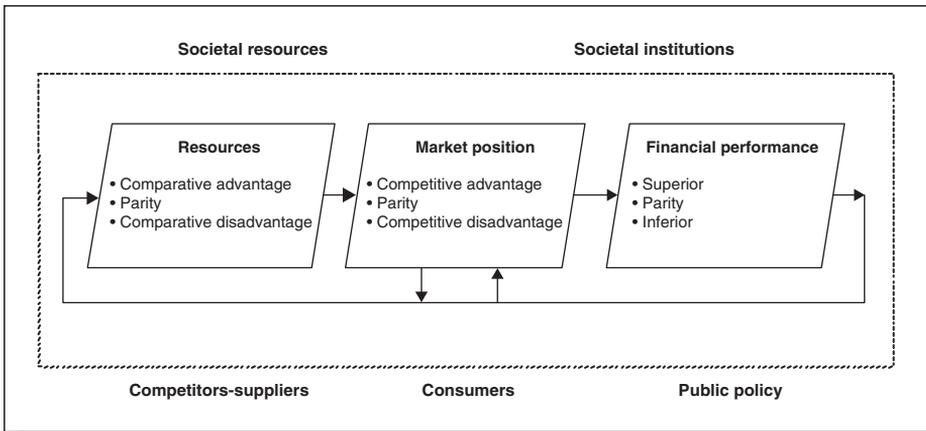 Societal resources
Societal institutions
Resources
• Comparative advantage
• Parity
• Comparative disadvantage
Market position
• Competitive advantage
• Parity
• Competitive disadvantage
Financial performance
• Superior
• Parity
• Inferior
Competitors-suppliers
Consumers
Public policy